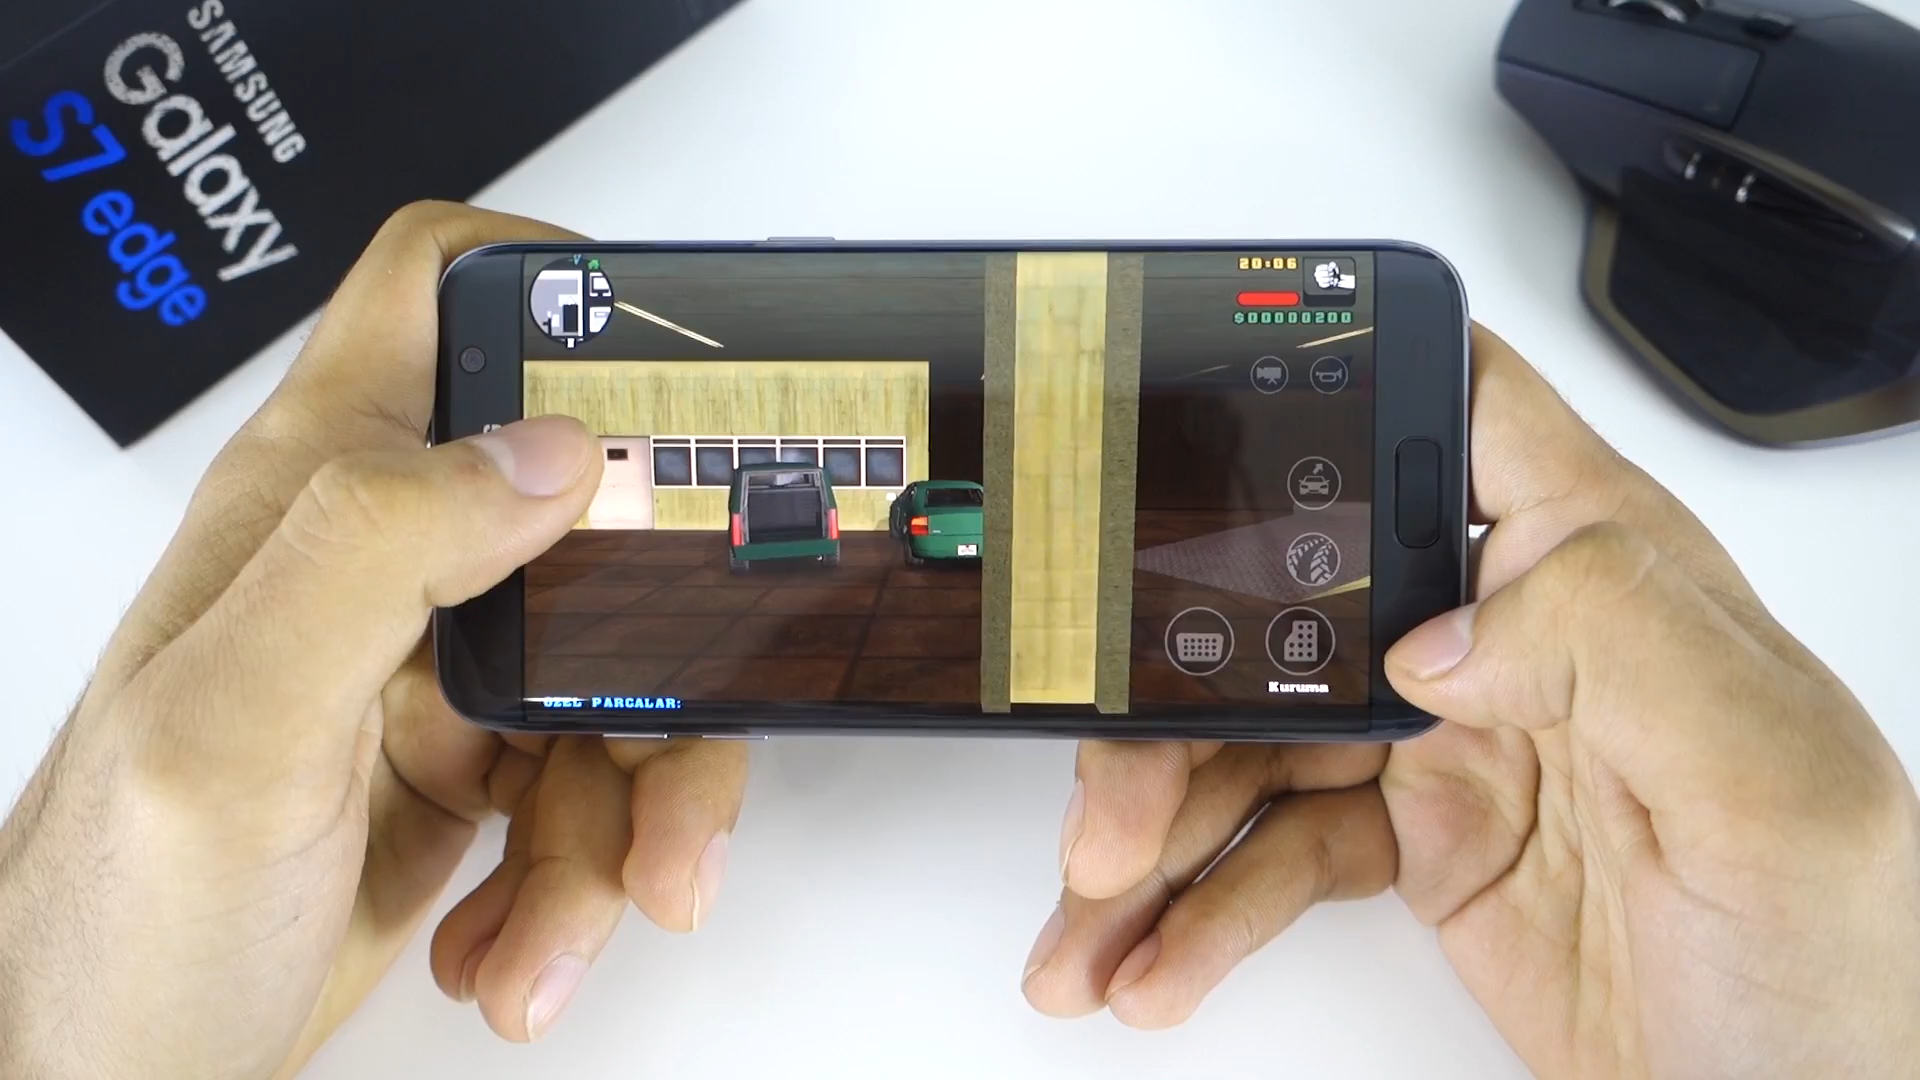 SAMSUNG
Galaxy
S7 edge
20:06
$00000200
Kuruma
OZEL PARCALAR: